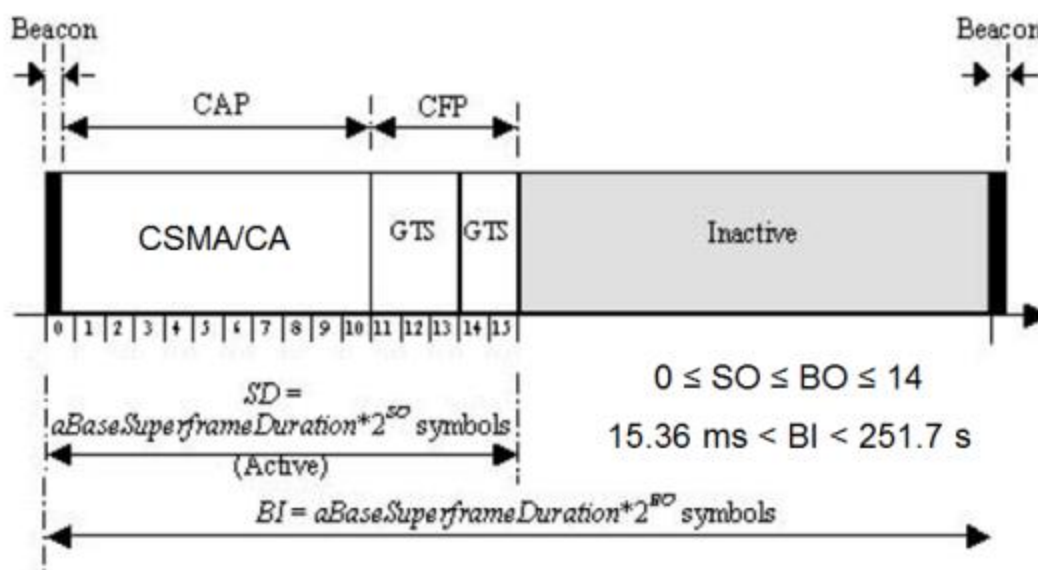 Beacon
Beacon
CAP
CFP
CSMA/CA
GTS
GTS
Inactive
0 1 2 3 4 5 6 7 8 9 10 11 12 13 14 15
SD =
aBaseSuperframeDuration*2^SO symbols
(Active)
0 ≤ SO ≤ BO ≤ 14
15.36 ms < BI < 251.7 s
BI = aBaseSuperframeDuration*2^BO symbols